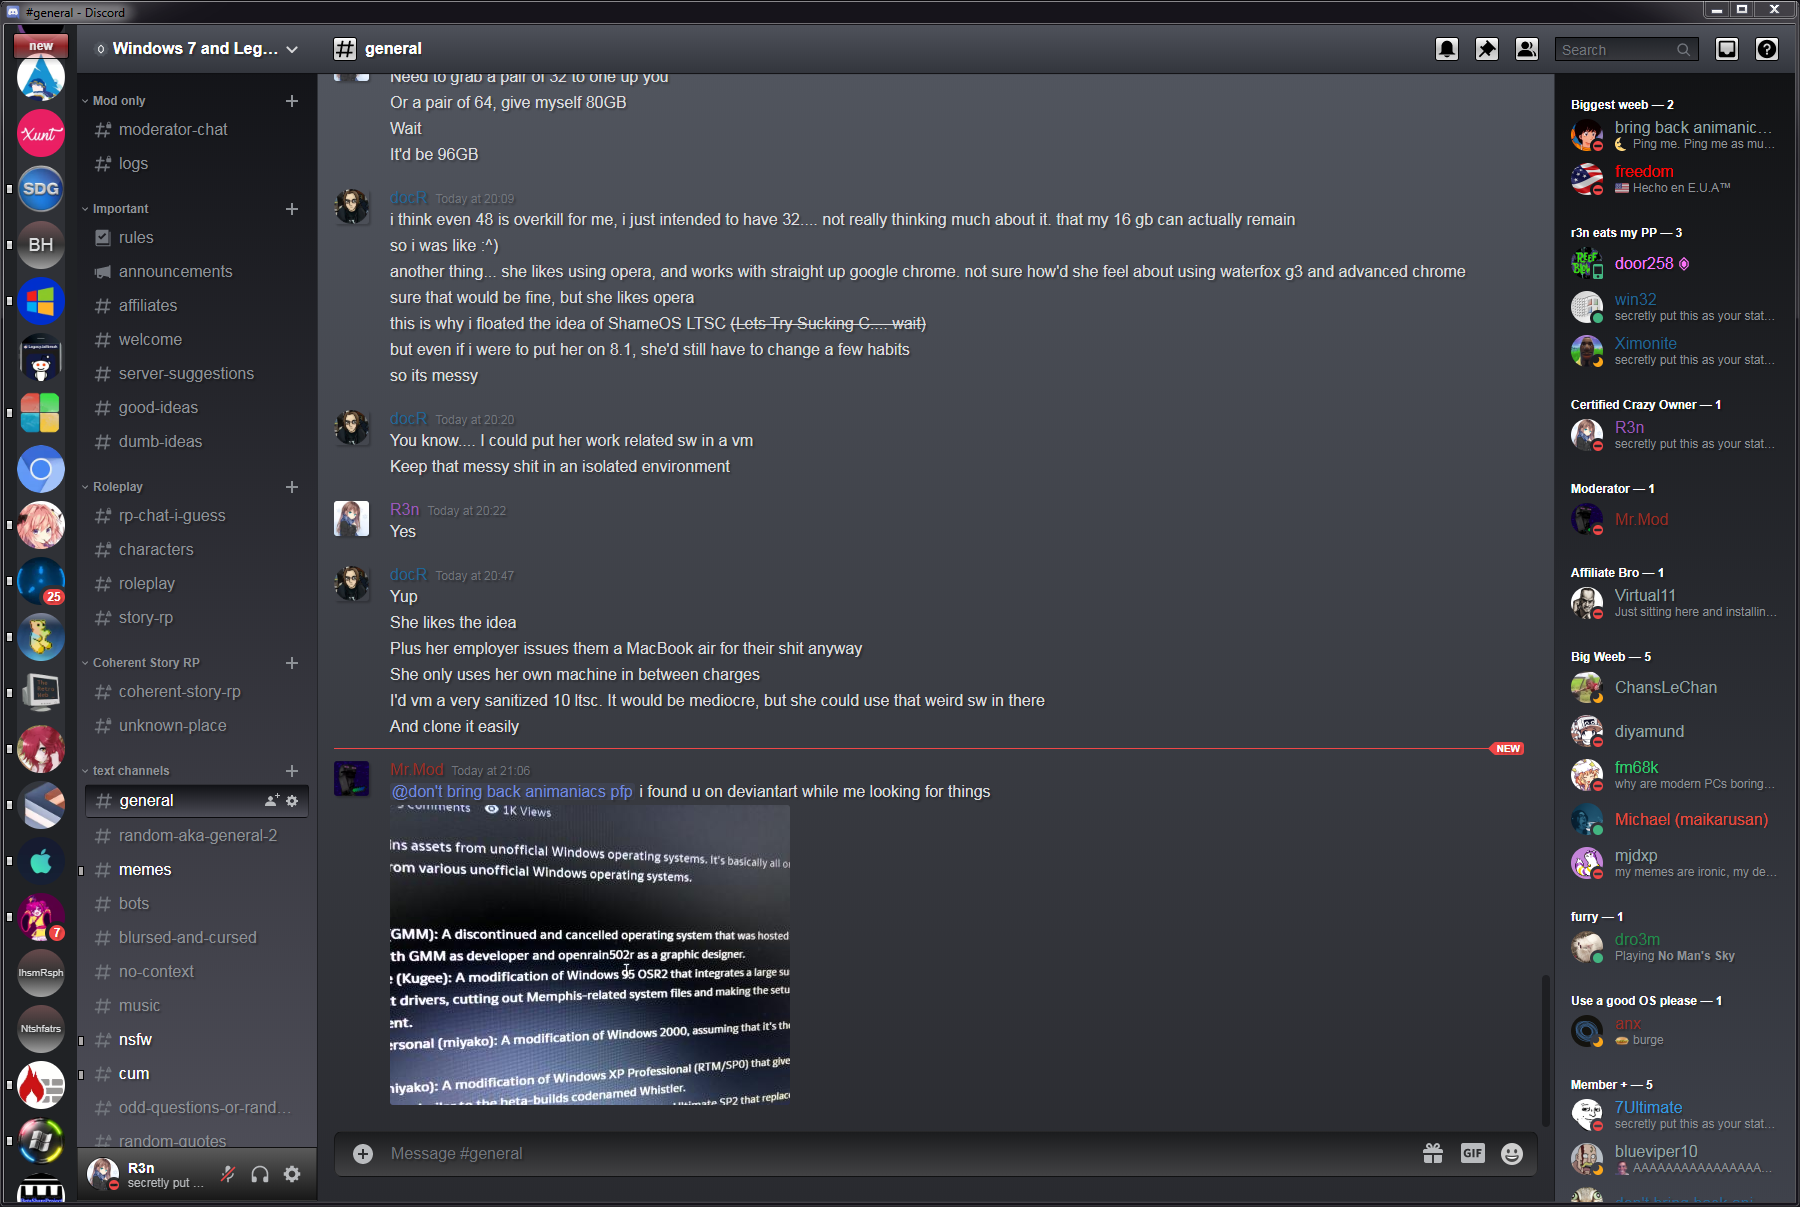 #general - Discord
new
Xunt
SDG
BH
25
7
IhsmRsph
Ntshfatrs
Windows 7 and Leg...
Mod only
moderator-chat
logs
Important
rules
announcements
affiliates
welcome
server-suggestions
good-ideas
dumb-ideas
Roleplay
rp-chat-i-guess
characters
roleplay
story-rp
Coherent Story RP
coherent-story-rp
unknown-place
text channels
general
random-aka-general-2
memes
bots
blursed-and-cursed
no-context
music
nsfw
cum
odd-questions-or-rand...
random-quotes
R3n
secretly put ...
general
Search
Need to grab a pair of 32 to one up you
Or a pair of 64, give myself 80GB
Wait
It'd be 96GB
docR Today at 20:09
i think even 48 is overkill for me, i just intended to have 32.... not really thinking much about it. that my 16 gb can actually remain
so i was like :^)
another thing... she likes using opera, and works with straight up google chrome. not sure how'd she feel about using waterfox g3 and advanced chrome
sure that would be fine, but she likes opera
this is why i floated the idea of ShameOS LTSC (Lets Try Sucking C.... wait)
but even if i were to put her on 8.1, she'd still have to change a few habits
so its messy
docR Today at 20:20
You know.... I could put her work related sw in a vm
Keep that messy shit in an isolated environment
R3n Today at 20:22
Yes
docR Today at 20:47
Yup
She likes the idea
Plus her employer issues them a MacBook air for their shit anyway
She only uses her own machine in between charges
I'd vm a very sanitized 10 ltsc. It would be mediocre, but she could use that weird sw in there
And clone it easily
NEW
Mr.Mod Today at 21:06
@don't bring back animaniacs pfp i found u on deviantart while me looking for things
Comments 1K Views
ins assets from unofficial Windows operating systems. It's basically all
om various unofficial Windows operating systems.
GMM): A discontinued and cancelled operating system that was hosted
th GMM as developer and openrain502r as a graphic designer.
(Kugee): A modification of Windows 95 OSR2 that integrates a large su
t drivers, cutting out Memphis-related system files and making the setu
ent.
ersonal (miyako): A modification of Windows 2000, assuming that it's the
niyako): A modification of Windows XP Professional (RTM/SP0) that give
the beta-builds codenamed Whistler.
Ultimate SP2 that replac
Message #general
GIF
Biggest weeb — 2
bring back animanic...
Ping me. Ping me as mu...
freedom
Hecho en E.U.A™
r3n eats my PP — 3
door258
win32
secretly put this as your stat...
Ximonite
secretly put this as your stat...
Certified Crazy Owner — 1
R3n
secretly put this as your stat...
Moderator — 1
Mr.Mod
Affiliate Bro — 1
Virtual11
Just sitting here and installin...
Big Weeb — 5
ChansLeChan
diyamund
fm68k
why are modern PCs boring...
Michael (maikarusan)
mjdxp
my memes are ironic, my de...
furry — 1
dro3m
Playing No Man's Sky
Use a good OS please — 1
anx
burge
Member + — 5
7Ultimate
secretly put this as your stat...
blueviper10
AAAAAAAAAAAAAAAA...
don't bring back ani...